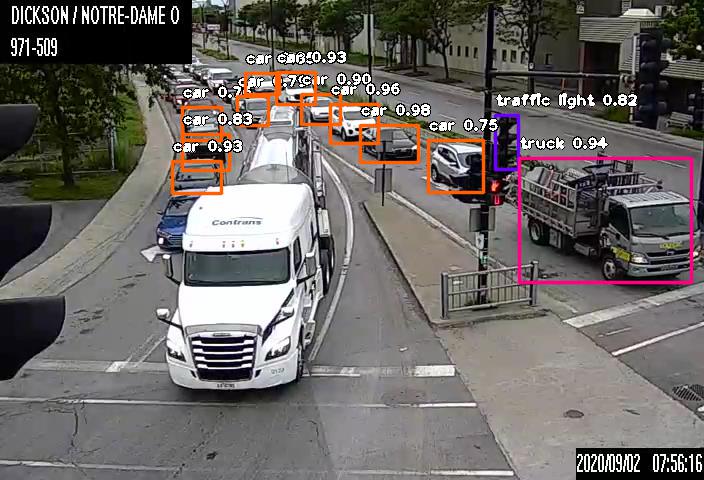 DICKSON / NOTRE-DAME O
971-509
car 0.93
car 0.90
car 0.96
car 0.83
car 0.98
car 0.75
car 0.93
traffic light 0.82
truck 0.94
Contrans
2020/09/02 07:56:16